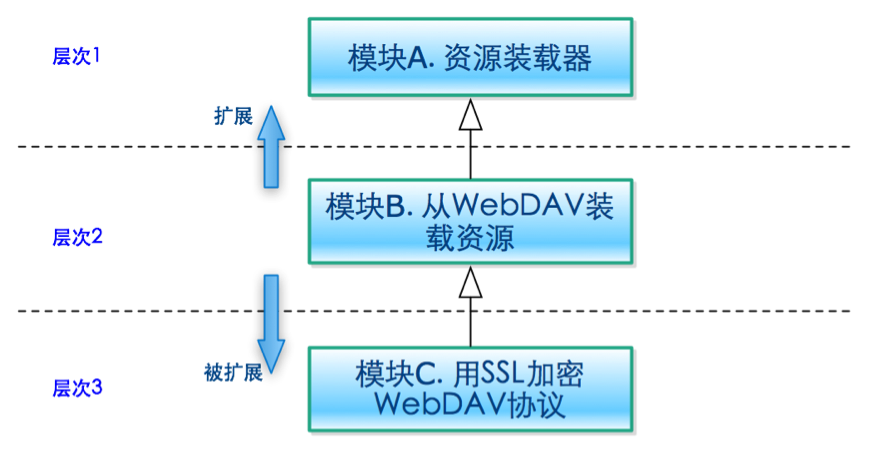 层次1
模块A. 资源装载器
扩展
模块B. 从WebDAV装
载资源
层次2
被扩展
模块C. 用SSL加密
WebDAV协议
层次3